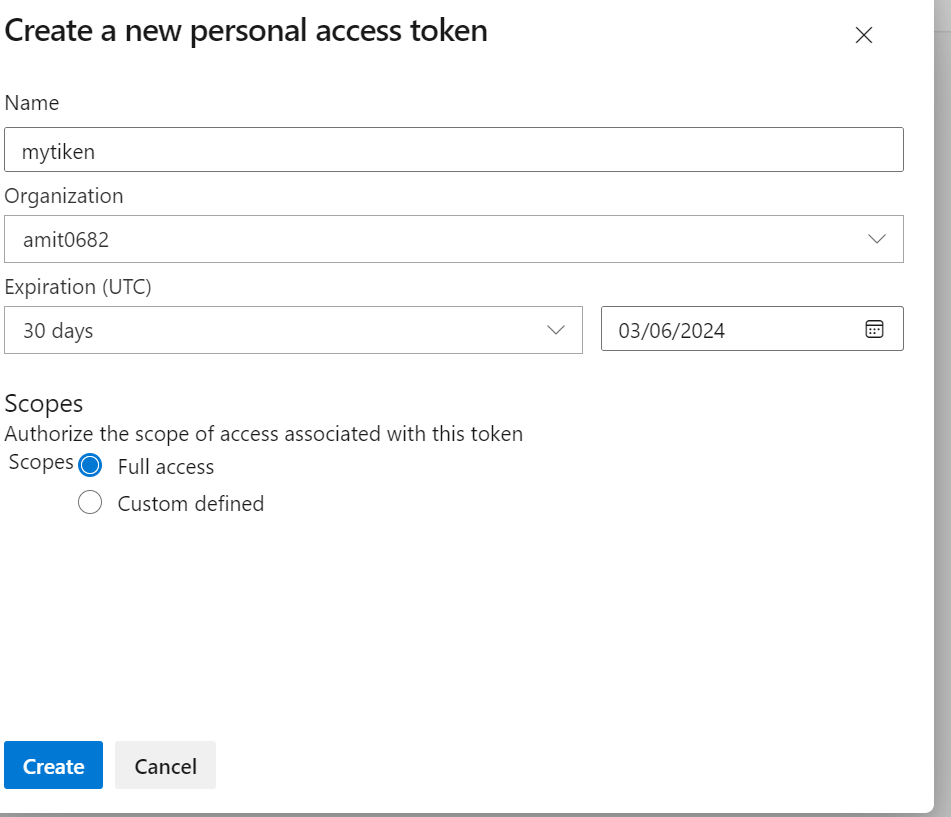 Create a new personal access token
Name
mytiken
Organization
amit0682
Expiration (UTC)
30 days 03/06/2024
Scopes
Authorize the scope of access associated with this token
Scopes Full access
Custom defined
Create Cancel